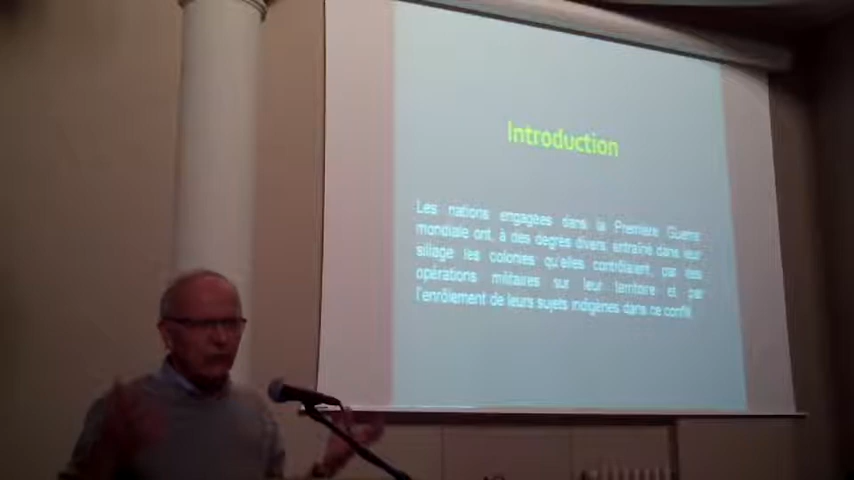 Introduction
Les nations engagées dans la Première Guerre
mondiale ont, à des degrés divers, entraîné dans leur
sillage les colonies qu'elles contrôlaient, par des
opérations militaires sur leur territoire et par
l'enrôlement de leurs sujets indigènes dans ce conflit.